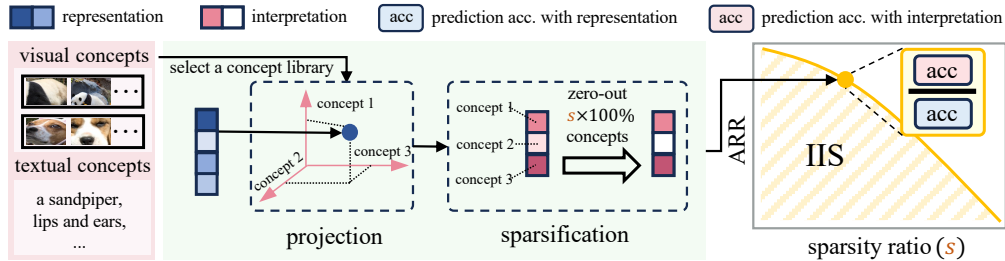 representation
interpretation
acc
prediction acc. with representation
acc
prediction acc. with interpretation
visual concepts
...
...
textual concepts
a sandpiper,
lips and ears,
...
select a concept library
concept 1
concept 2
concept 3
projection
concept 1
concept 2
concept 3
zero-out
s×100%
concepts
sparsification
ARR
IIS
acc
acc
sparsity ratio (s)